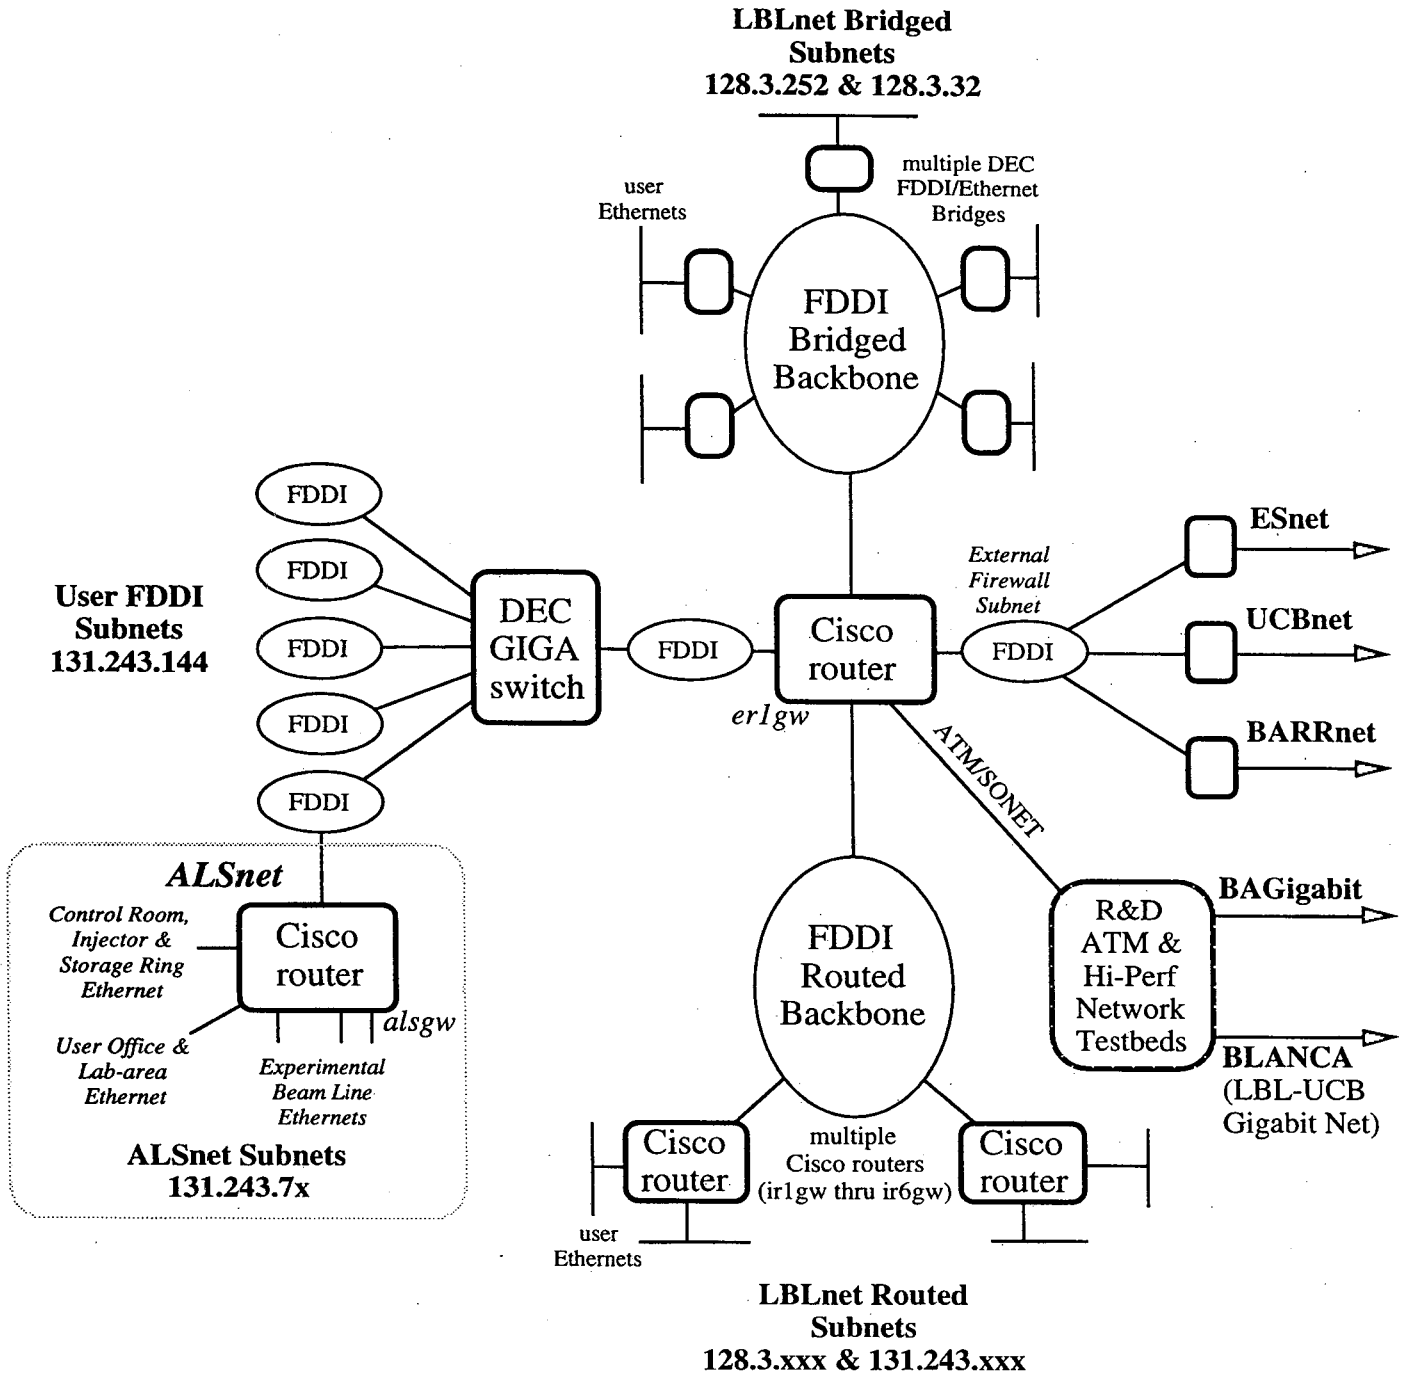 LBLnet Bridged
Subnets
128.3.252 & 128.3.32
multiple DEC
FDDI/Ethernet
Bridges
user
Ethernets
FDDI
Bridged
Backbone
FDDI
FDDI
FDDI
FDDI
FDDI
User FDDI
Subnets
131.243.144
DEC
GIGA
switch
FDDI
Cisco
router
er1gw
External
Firewall
Subnet
FDDI
ESnet
UCBnet
BARRnet
ATM/SONET
ALSnet
Control Room,
Injector &
Storage Ring
Ethernet
Cisco
router
alsgw
User Office &
Lab-area
Ethernet
Experimental
Beam Line
Ethernets
ALSnet Subnets
131.243.7x
FDDI
Routed
Backbone
R&D
ATM &
Hi-Perf
Network
Testbeds
BAGigabit
BLANCA
(LBL-UCB
Gigabit Net)
Cisco
router
multiple
Cisco routers
(ir1gw thru ir6gw)
Cisco
router
user
Ethernets
LBLnet Routed
Subnets
128.3.xxx & 131.243.xxx